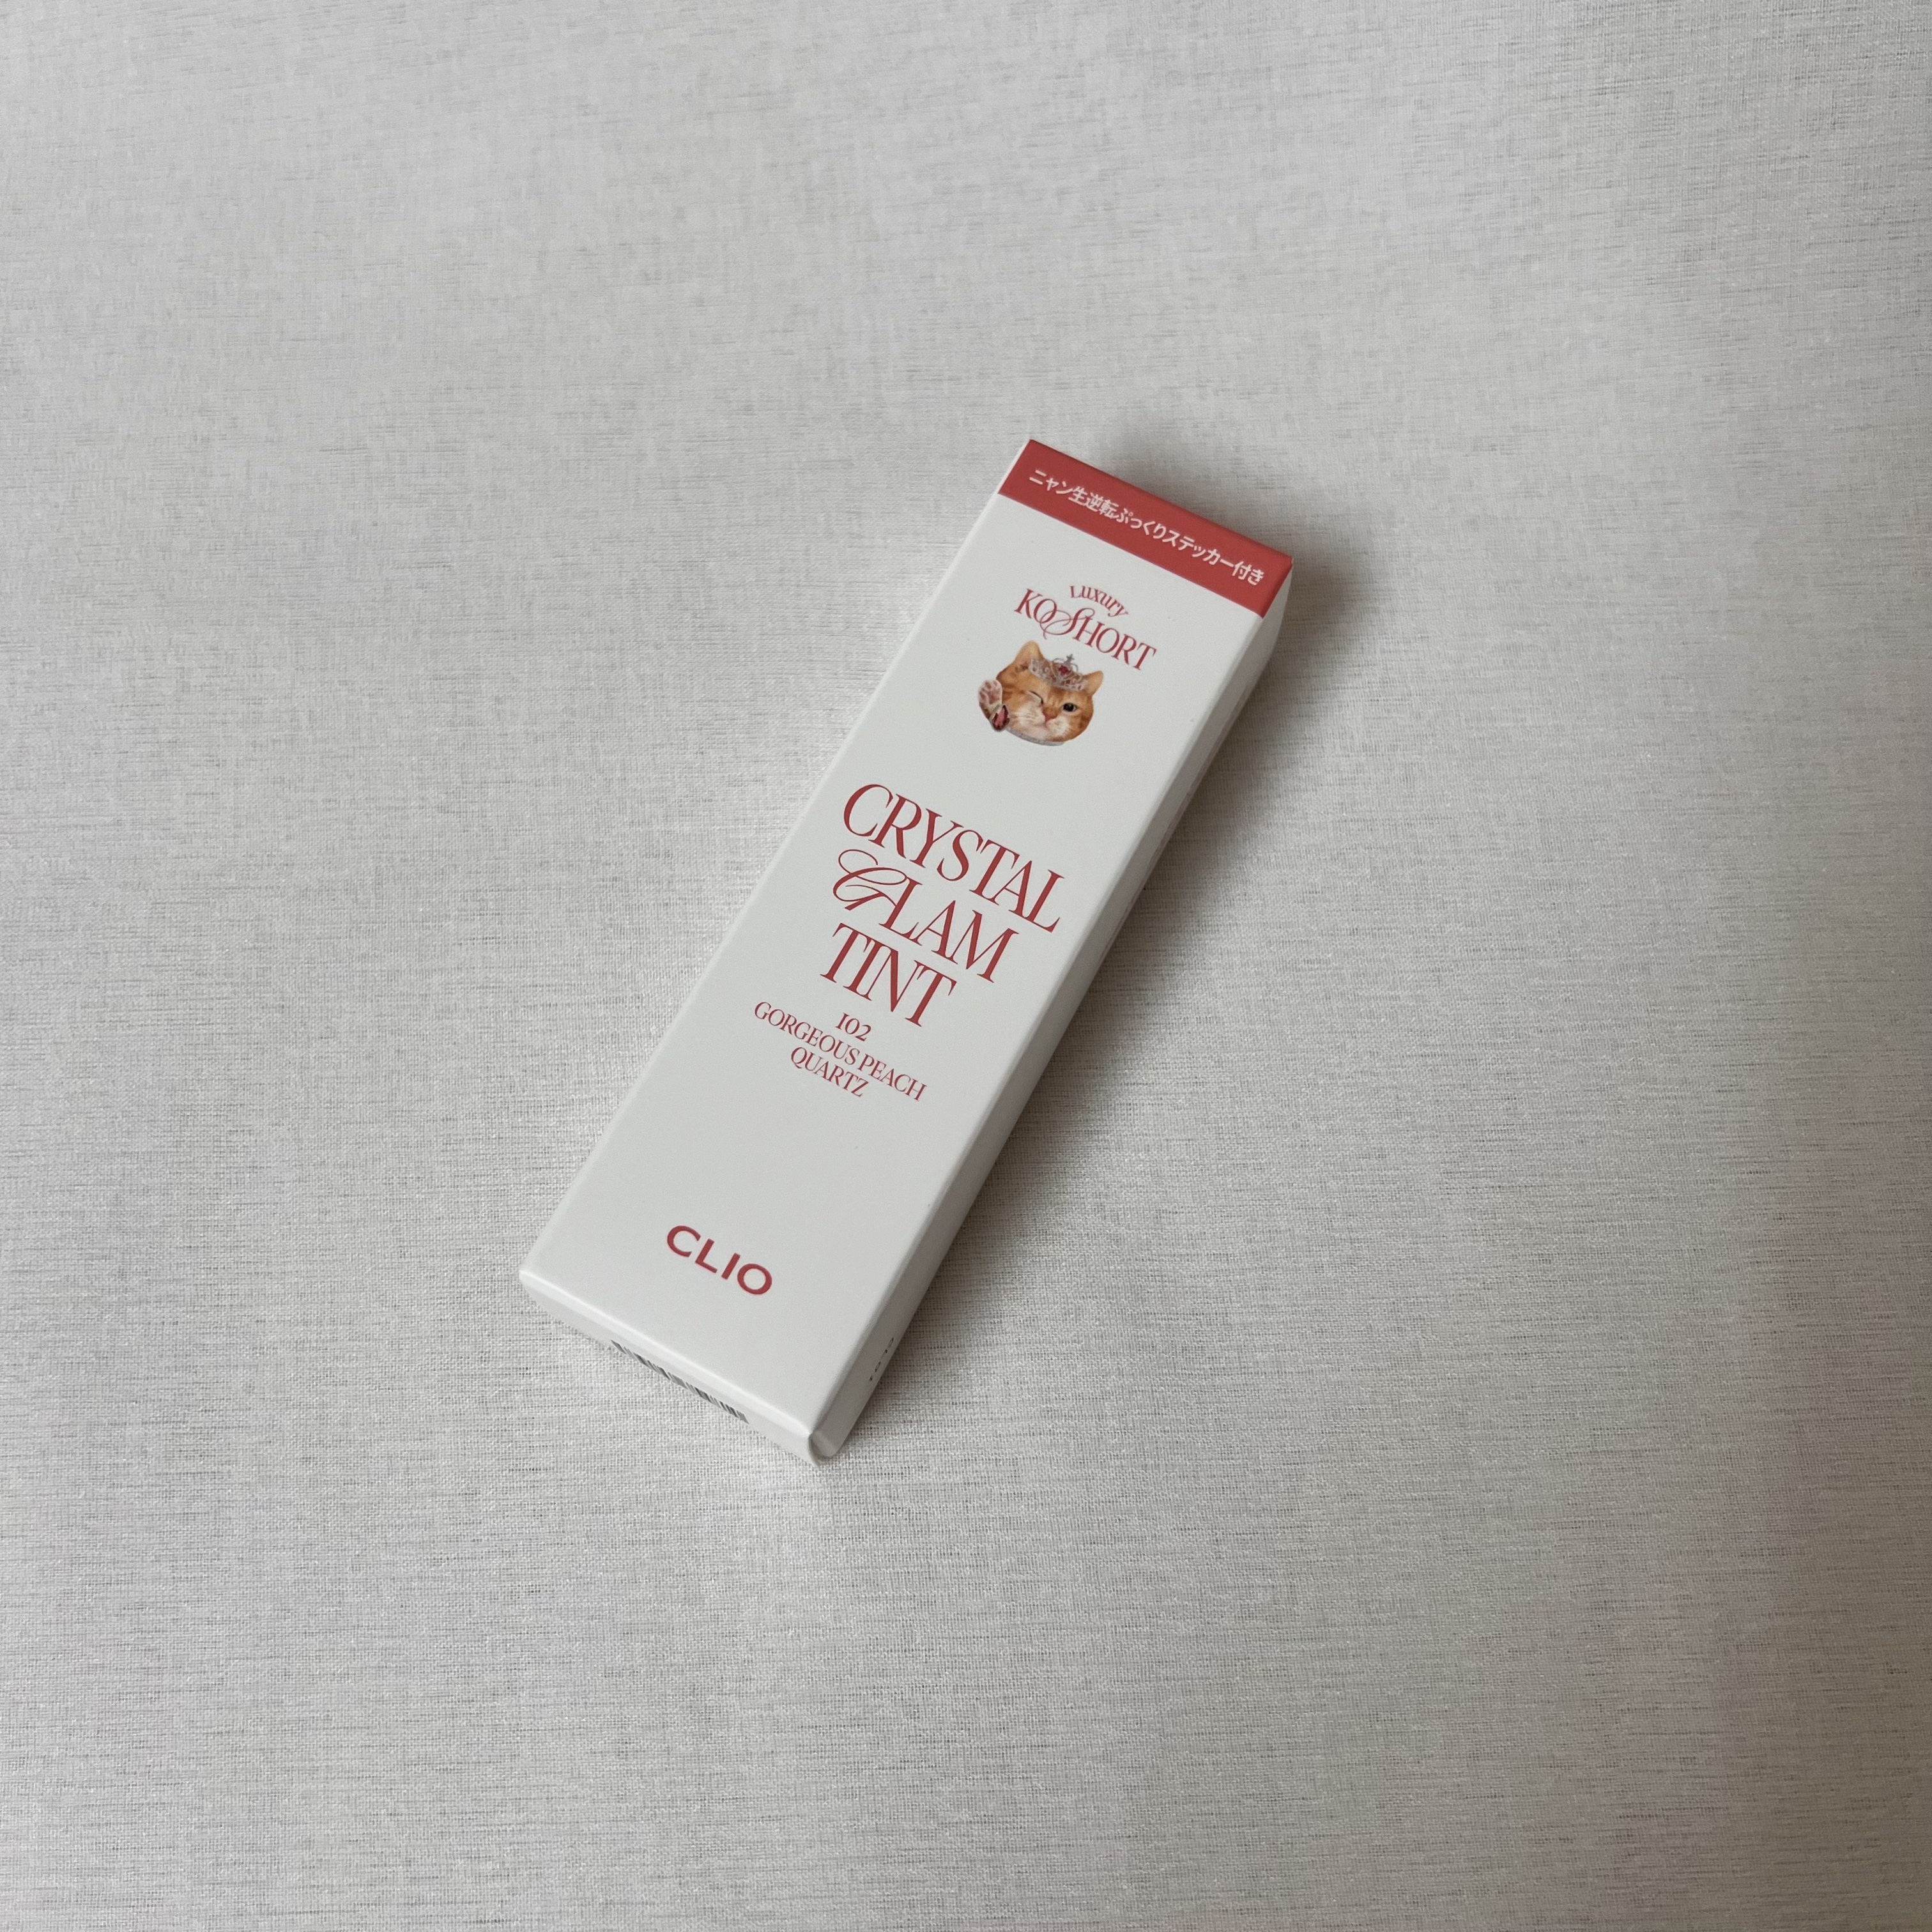 ニャン生逆転ぷっくりステッカー付き
Luxury
KOSHORT
CRYSTAL
GLAM
TINT
102
GORGEOUS PEACH
QUARTZ
CLIO